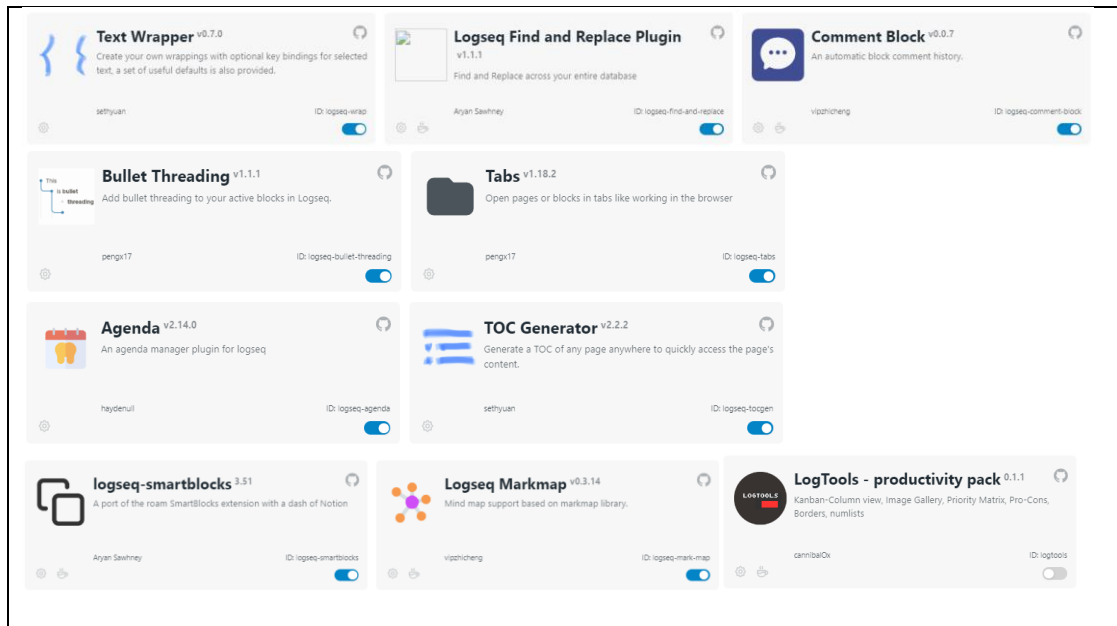 Text Wrapper v0.7.0
Create your own wrappings with optional key bindings for selected
text, a set of useful defaults is also provided.
sethyuan
ID: logseq-wrap
Logseq Find and Replace Plugin
v1.1.1
Find and Replace across your entire database
Aryan Sawhney
ID: logseq-find-and-replace
Comment Block v0.0.7
An automatic block comment history.
vipzhicheng
ID: logseq-comment-block
This
is bullet
threading
Bullet Threading v1.1.1
Add bullet threading to your active blocks in Logseq.
pengx17
ID: logseq-bullet-threading
Tabs v1.18.2
Open pages or blocks in tabs like working in the browser
pengx17
ID: logseq-tabs
Agenda v2.14.0
An agenda manager plugin for logseq
haydenull
ID: logseq-agenda
TOC Generator v2.2.2
Generate a TOC of any page anywhere to quickly access the page's
content.
sethyuan
ID: logseq-tocgen
logseq-smartblocks 3.51
A port of the roam SmartBlocks extension with a dash of Notion
Aryan Sawhney
ID: logseq-smartblocks
Logseq Markmap v0.3.14
Mind map support based on markmap library.
vipzhicheng
ID: logseq-mark-map
LOGTOOLS
LogTools - productivity pack 0.1.1
Kanban-Column view, Image Gallery, Priority Matrix, Pro-Cons,
Borders, numlists
cannibalOx
ID: logtools